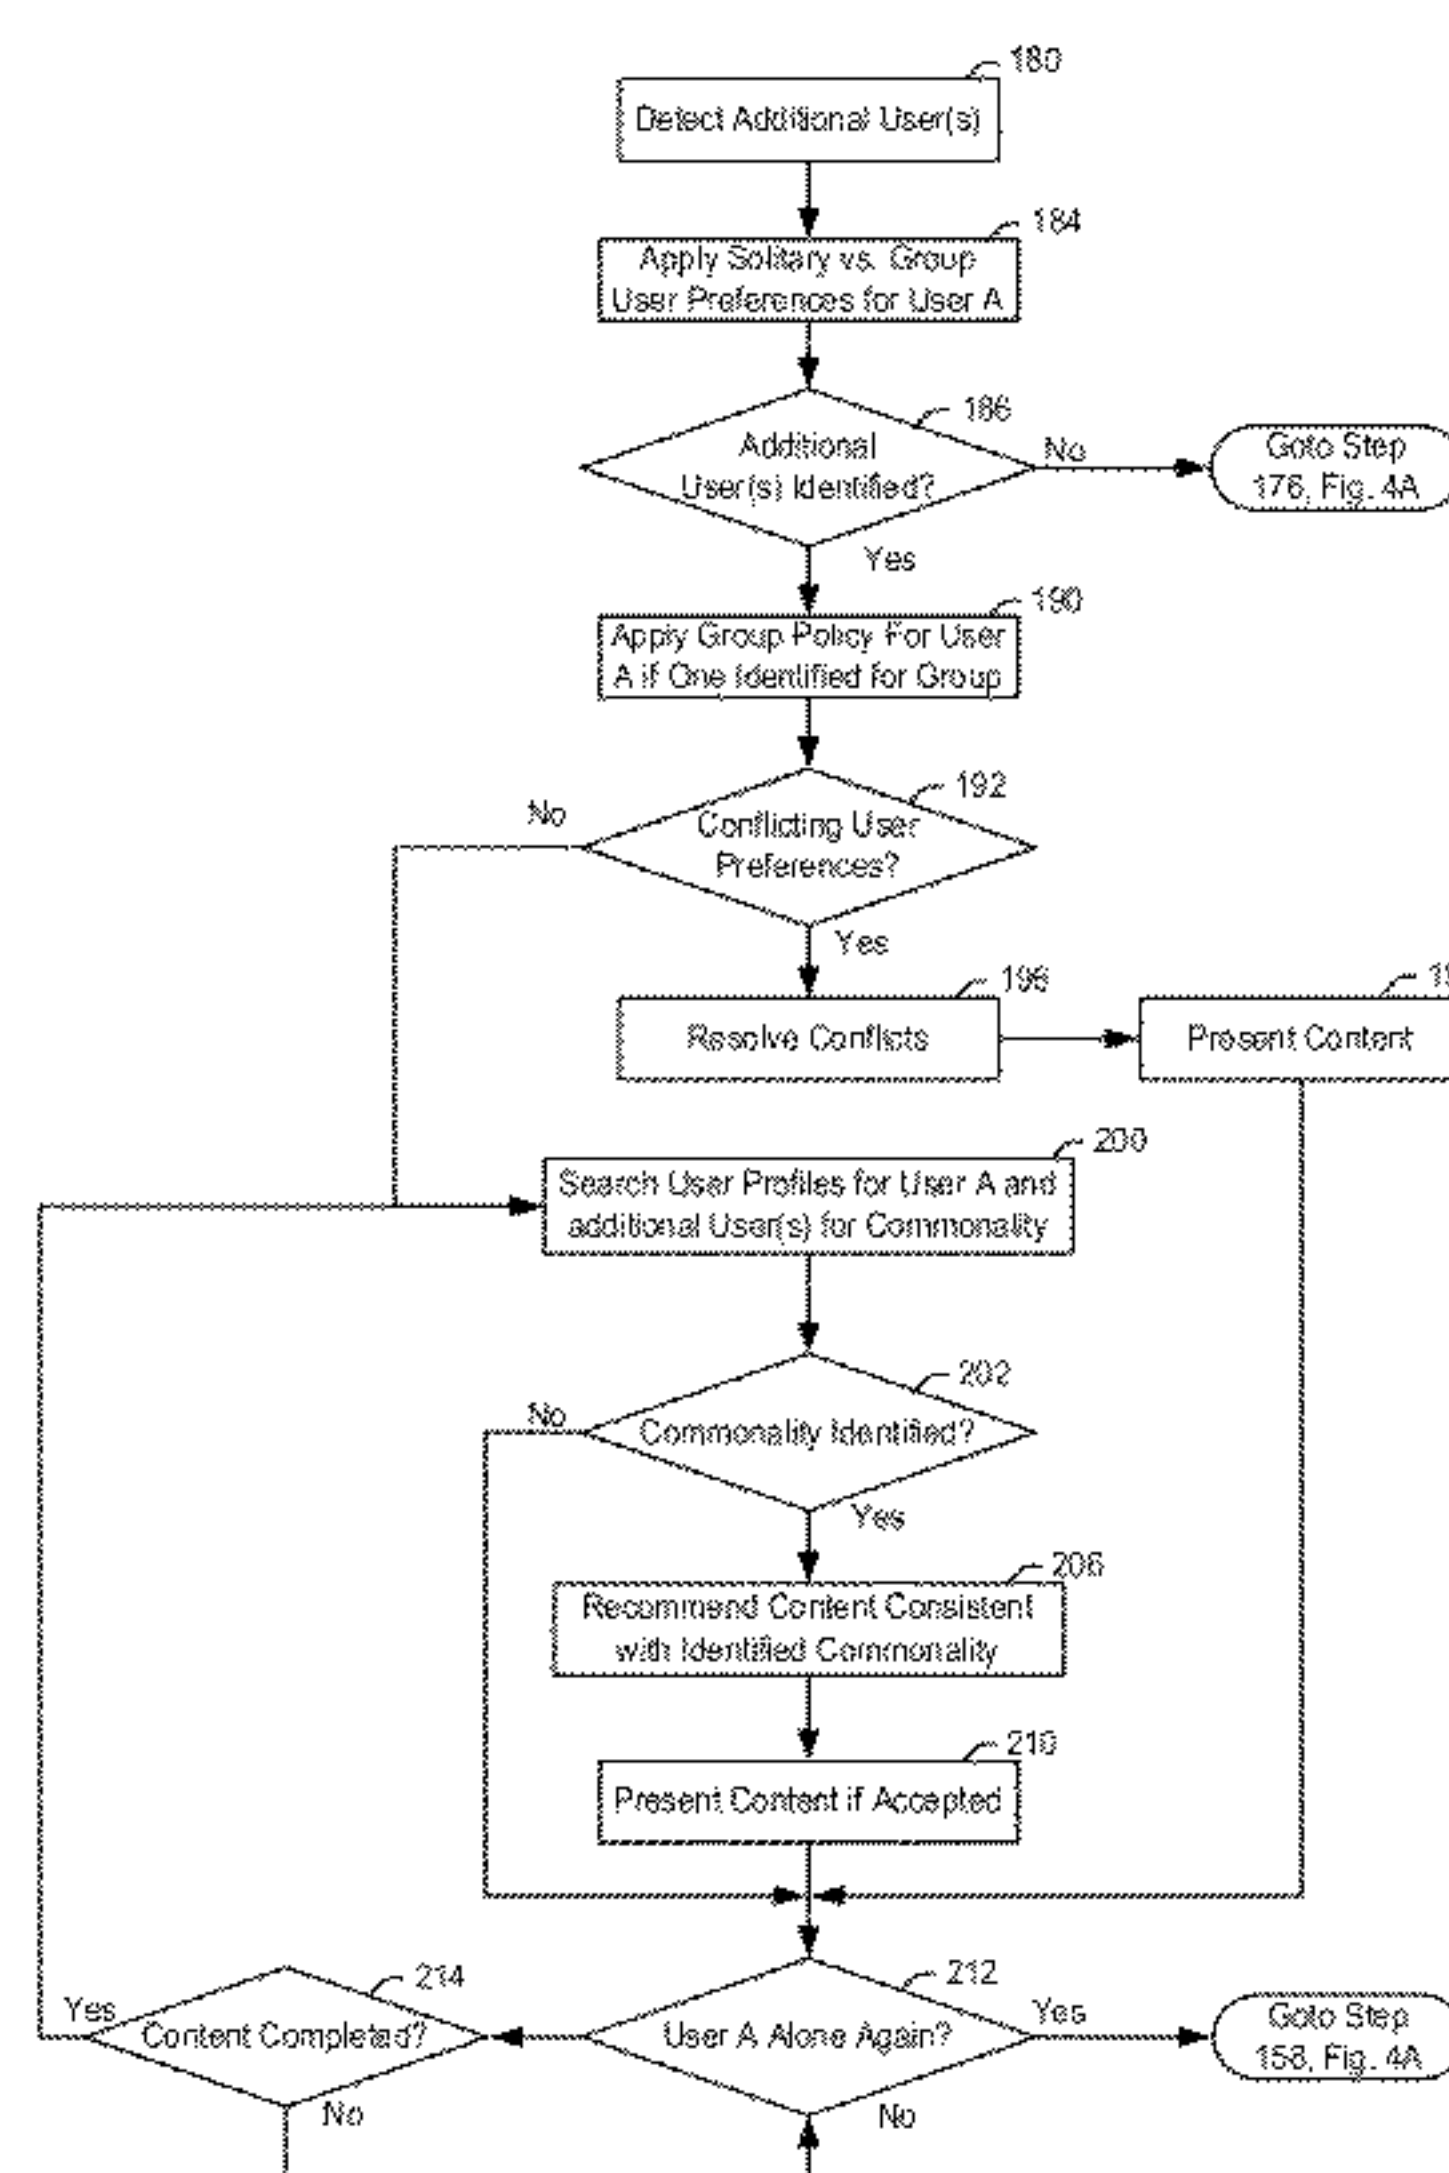 180
Detect Additional User(s)
184
Apply Solitary vs. Group
User Preferences for User A
186
Additional
User(s) Identified?
No
Goto Step
176, Fig. 4A
Yes
190
Apply Group Policy For User
A if One Identified for Group
192
No
Conflicting User
Preferences?
Yes
196
Resolve Conflicts
Present Content
200
Search User Profiles for User A and
additional User(s) for Commonality
202
No
Commonality Identified?
Yes
206
Recommend Content Consistent
with Identified Commonality
210
Present Content if Accepted
214
Yes
Content Completed?
No
212
User A Alone Again?
Yes
Goto Step
158, Fig. 4A
No